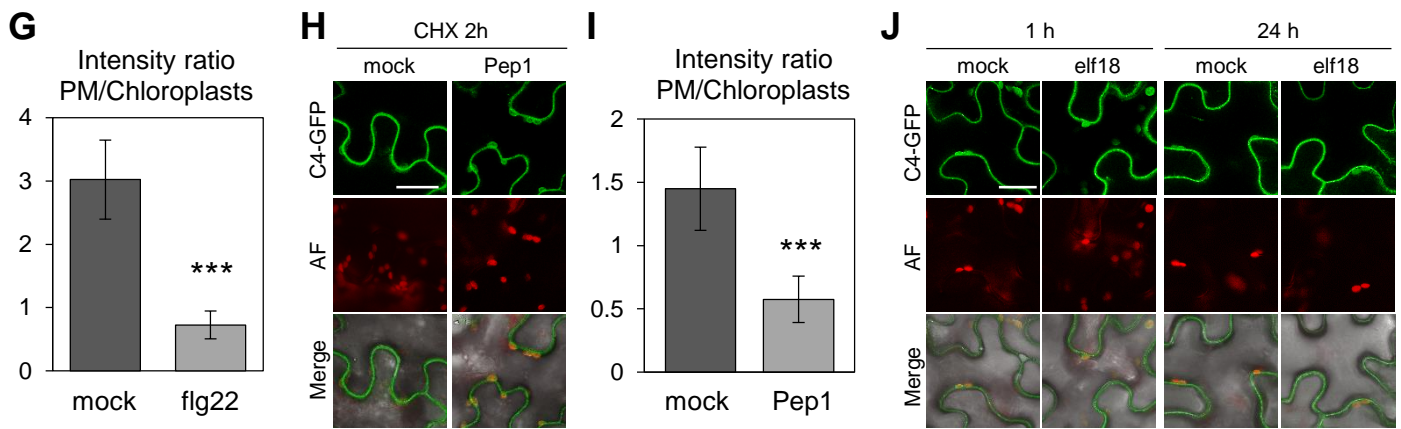 G
Intensity ratio
PM/Chloroplasts
4
3
2
1
0
***
mock
flg22
H
CHX 2h
mock
Pep1
C4-GFP
AF
Merge
I
Intensity ratio
PM/Chloroplasts
2
1.5
1
0.5
0
***
mock
Pep1
J
1 h
24 h
mock
elf18
mock
elf18
C4-GFP
AF
Merge